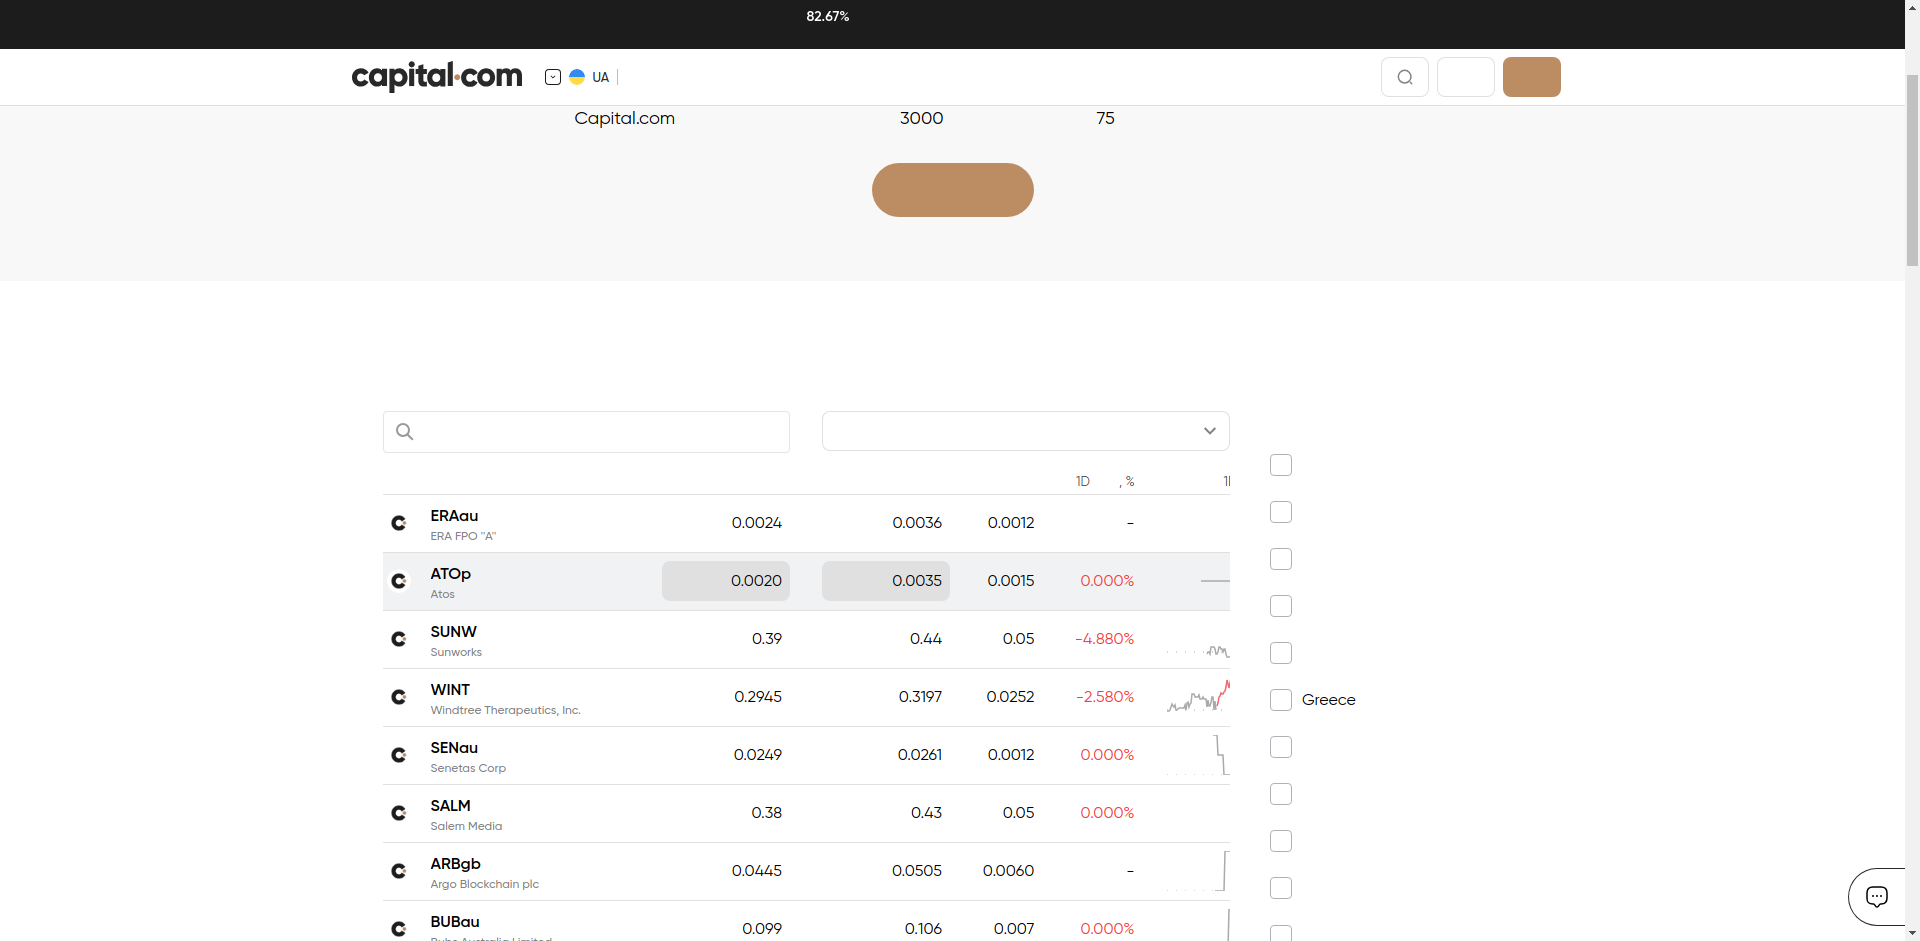 82.67%
capital.com
UA
Capital.com 3000 75
1D , %
ERAau 0.0024 0.0036 0.0012 -
ERA FPO "A"
ATOp 0.0020 0.0035 0.0015 0.000%
Atos
SUNW 0.39 0.44 0.05 -4.880%
Sunworks
WINT 0.2945 0.3197 0.0252 -2.580%
Windtree Therapeutics, Inc.
Greece
SENau 0.0249 0.0261 0.0012 0.000%
Senetas Corp
SALM 0.38 0.43 0.05 0.000%
Salem Media
ARBgb 0.0445 0.0505 0.0060 -
Argo Blockchain plc
BUBau 0.099 0.106 0.007 0.000%